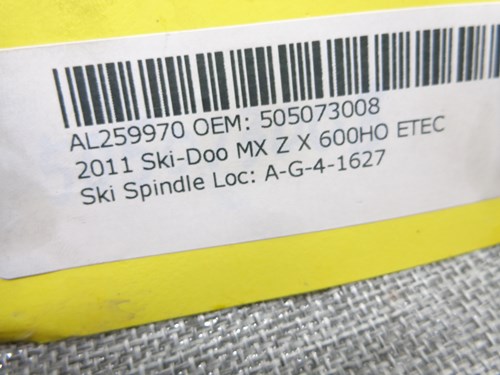 AL259970 OEM: 505073008
2011 Ski-Doo MX Z X 600HO ETEC
Ski Spindle Loc: A-G-4-1627